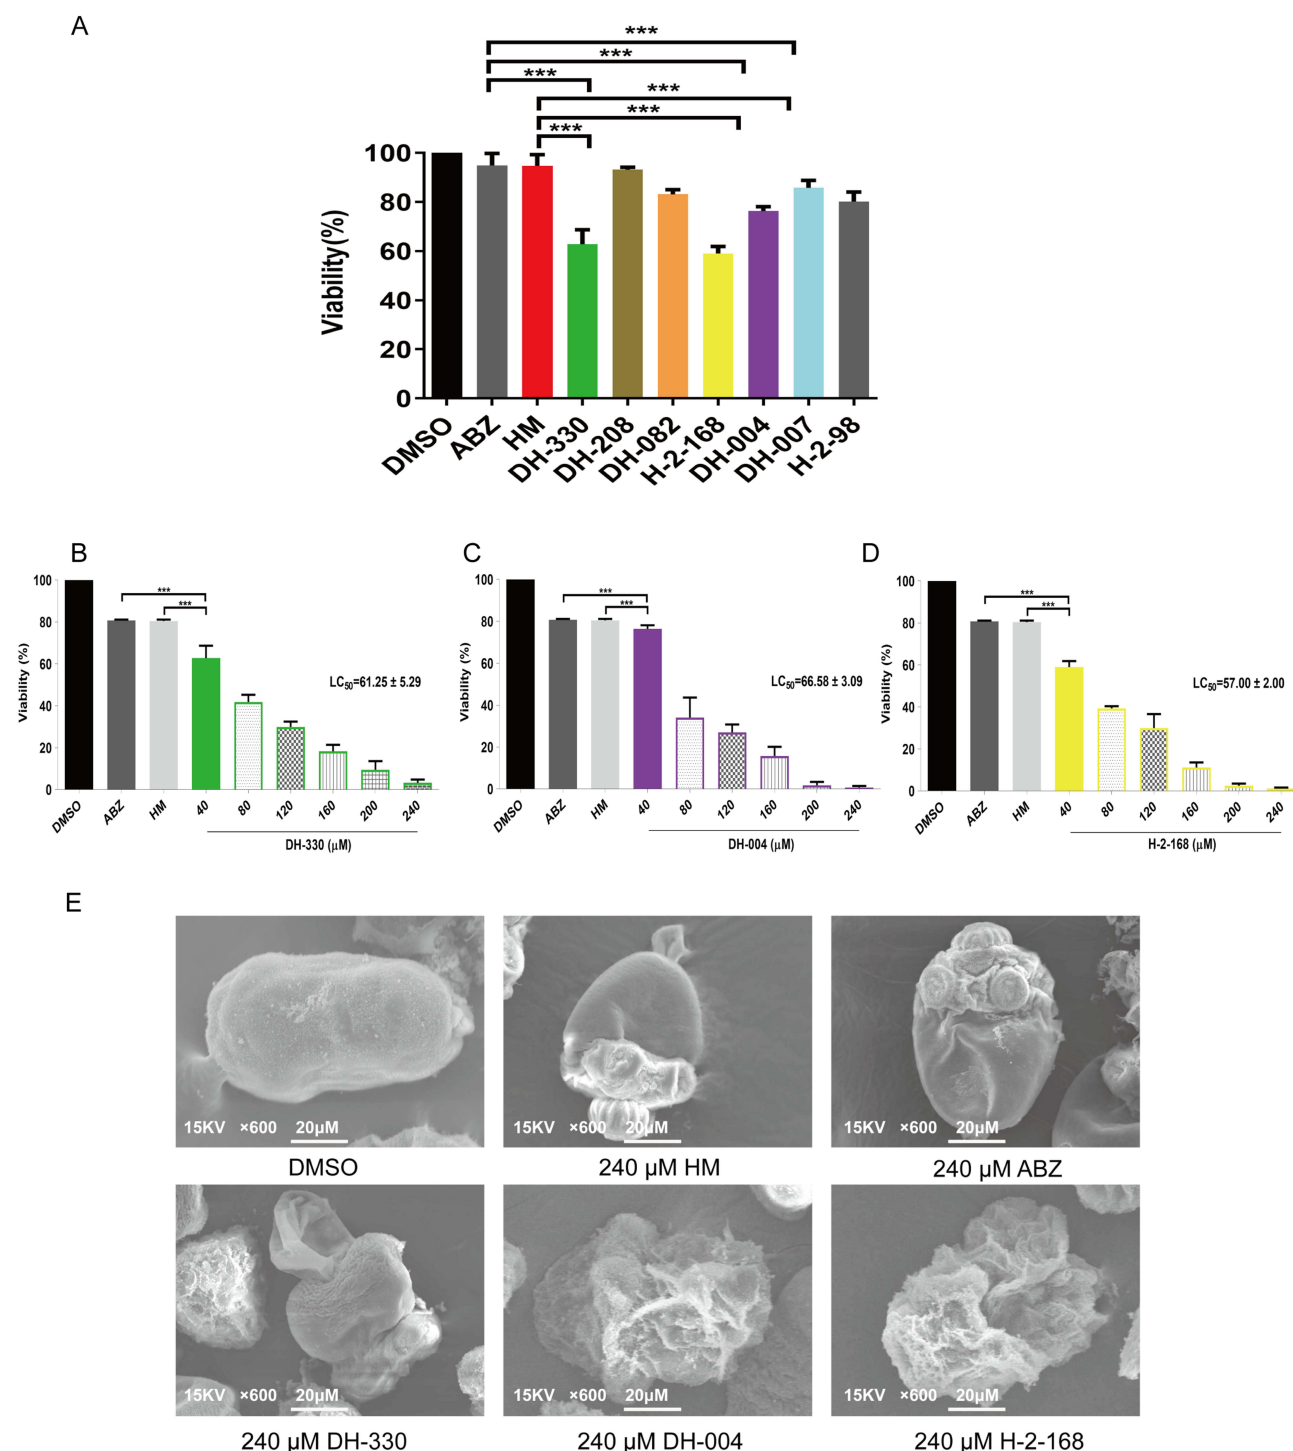 A
***
***
***
***
***
***
Viability(%)
100
80
60
40
20
0
DMSO
ABZ
HM
DH-330
DH-208
DH-082
H-2-168
DH-004
DH-007
H-2-98
B
Viability (%)
100
80
60
40
20
0
***
***
LC50=61.25 ± 5.29
DMSO
ABZ
HM
40
80
120
160
200
240
DH-330 (μM)
C
Viability (%)
100
80
60
40
20
0
***
***
LC50=66.58 ± 3.09
DMSO
ABZ
HM
40
80
120
160
200
240
DH-004 (μM)
D
Viability (%)
100
80
60
40
20
0
***
***
LC50=57.00 ± 2.00
DMSO
ABZ
HM
40
80
120
160
200
240
H-2-168 (μM)
E
15KV ×600 20μM
15KV ×600 20μM
15KV ×600 20μM
DMSO
240 μM HM
240 μM ABZ
15KV ×600 20μM
15KV ×600 20μM
15KV ×600 20μM
240 μM DH-330
240 μM DH-004
240 μM H-2-168